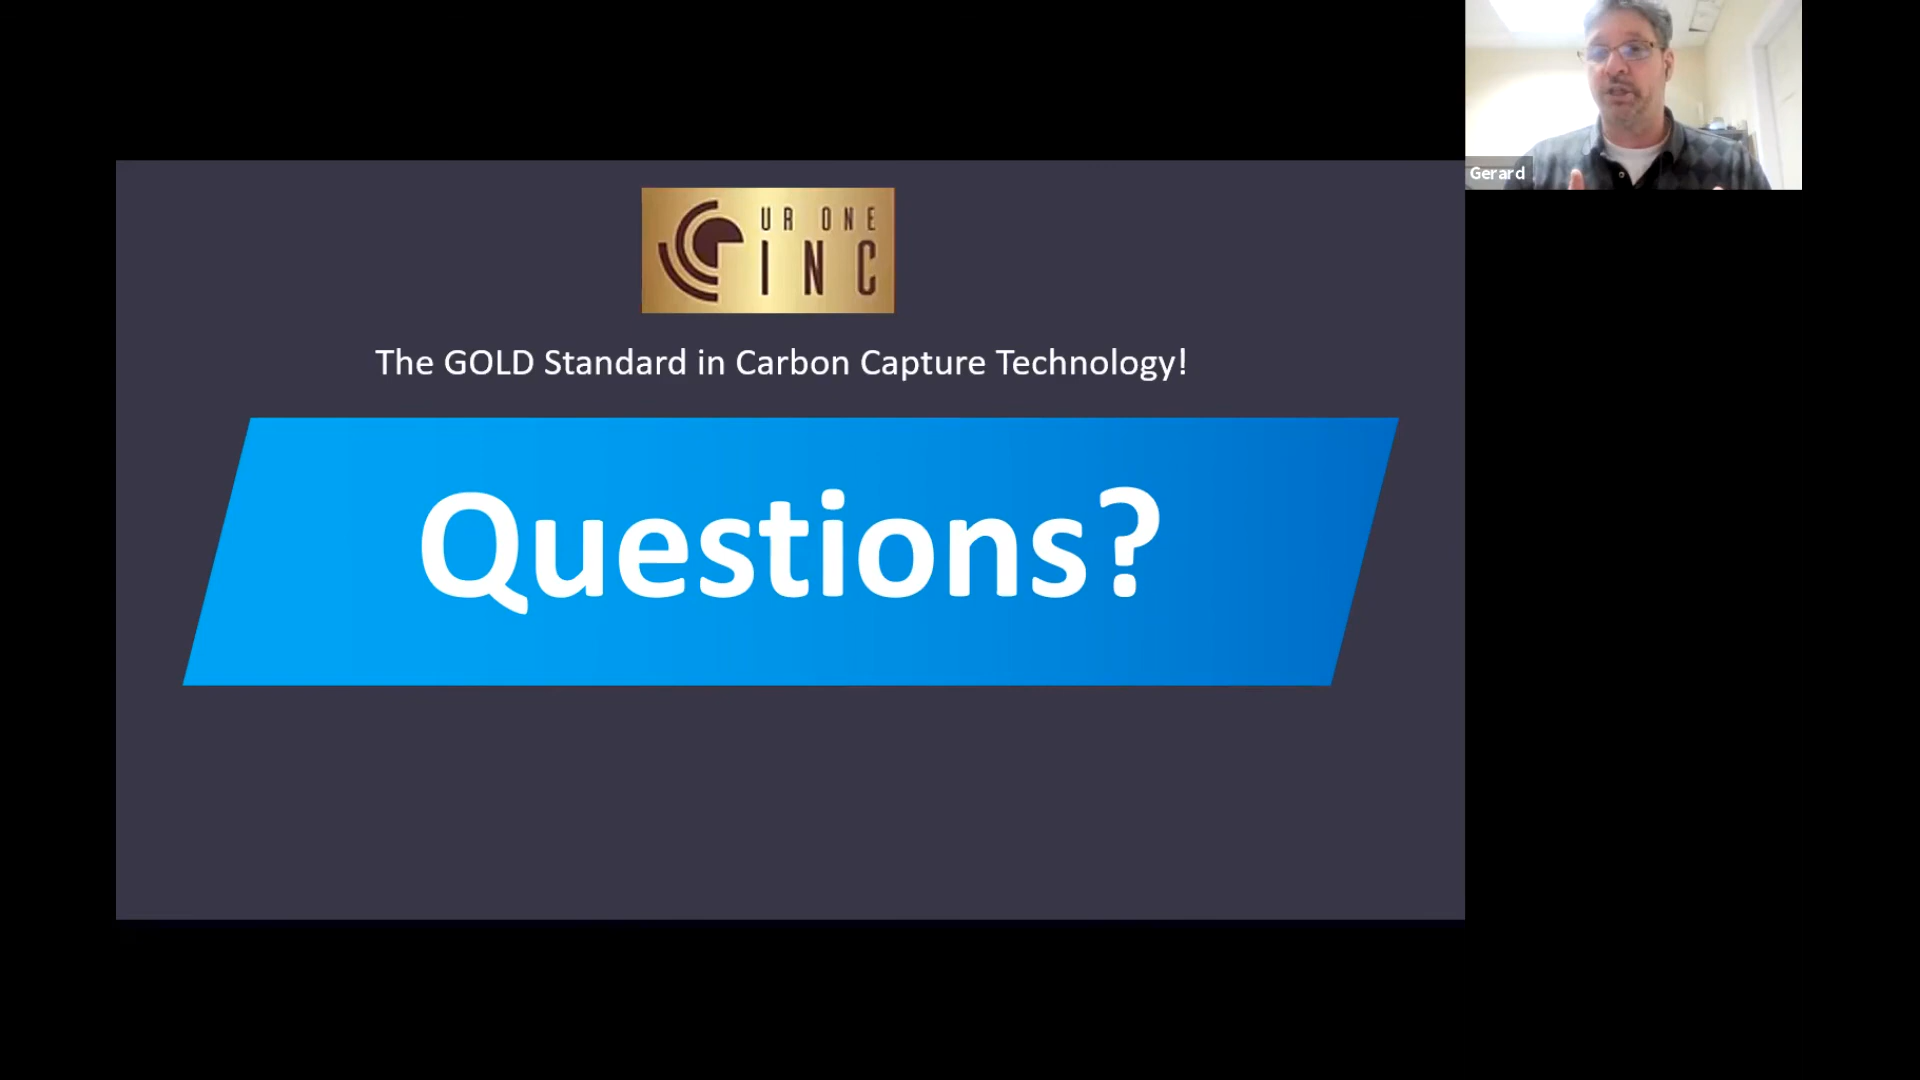 UR ONE
INC
The GOLD Standard in Carbon Capture Technology!
Questions?
Gerard